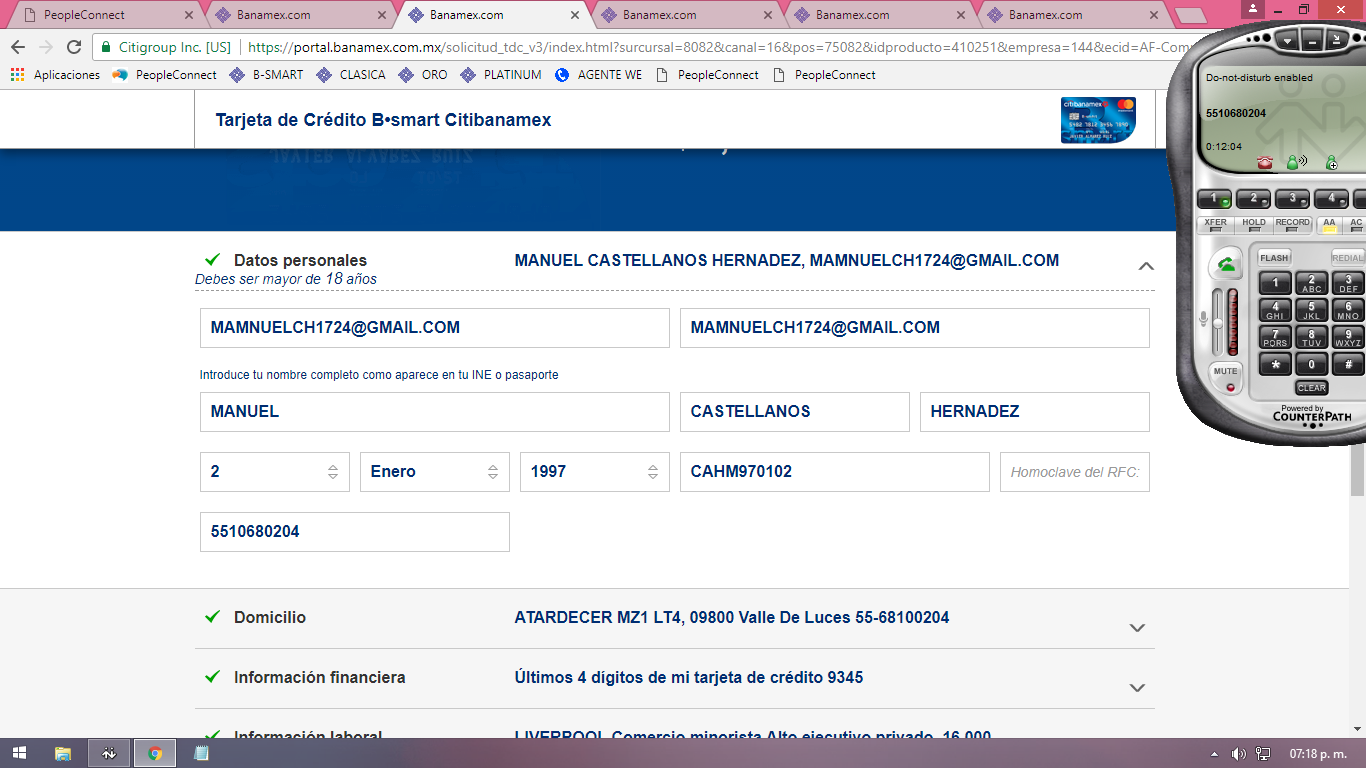 PeopleConnect
Banamex.com
Banamex.com
Banamex.com
Banamex.com
Banamex.com
Citigroup Inc. [US]
https://portal.banamex.com.mx/solicitud_tdc_v3/index.html?sursursal=8082&canal=16&pos=75082&idproducto=410251&empresa=144&ecid=AF-Com
Aplicaciones
PeopleConnect
B-SMART
CLASICA
ORO
PLATINUM
AGENTE WE
PeopleConnect
PeopleConnect
Tarjeta de Crédito B•smart Citibanamex
citibanamex
JAVIER ALVAREZ RUIZ
Datos personales
MANUEL CASTELLANOS HERNADEZ, MAMNUELCH1724@GMAIL.COM
Debes ser mayor de 18 años
MAMNUELCH1724@GMAIL.COM
MAMNUELCH1724@GMAIL.COM
Introduce tu nombre completo como aparece en tu INE o pasaporte
MANUEL
CASTELLANOS
HERNADEZ
2
Enero
1997
CAHM970102
Homoclave del RFC:
5510680204
Domicilio
ATARDECER MZ1 LT4, 09800 Valle De Luces 55-68100204
Información financiera
Últimos 4 dígitos de mi tarjeta de crédito 9345
Información laboral
LIVERPOOL Comercio minorista Alto ejecutivo privado, 16,000
Do-not-disturb enabled
5510680204
0:12:04
1
2
3
4
XFER
HOLD
RECORD
AA
AC
FLASH
REDIAL
1
2 ABC
3 DEF
4 GHI
5 JKL
6 MNO
7 PQRS
8 TUV
9 WXYZ
*
0
#
MUTE
CLEAR
Powered by
COUNTERPATH
07:18 p. m.